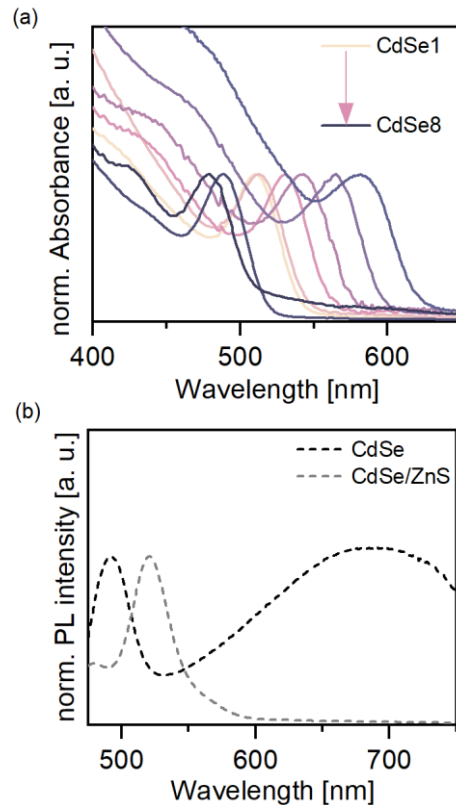 (a)
CdSe1
CdSe8
norm. Absorbance [a. u.]
400 500 600
Wavelength [nm]
(b)
CdSe
CdSe/ZnS
norm. PL intensity [a. u.]
500 600 700
Wavelength [nm]